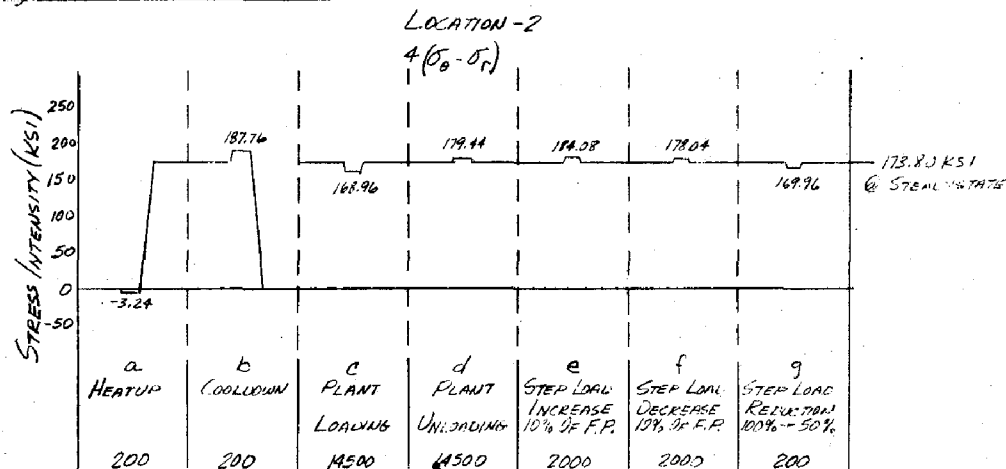 LOCATION-2
4(σθ-σr)
STRESS INTENSITY (KSI)
250
200
150
100
50
0
-50
187.76
179.44
184.08
178.04
168.96
169.96
-3.24
173.80 KSI
@ STEADY STATE
a
HEATUP
200
b
COOLDOWN
200
c
PLANT
LOADING
14500
d
PLANT
UNLOADING
14500
e
STEP LOAD
INCREASE
10% OF F.P.
2000
f
STEP LOAD
DECREASE
10% OF F.P.
2000
g
STEP LOAD
REDUCTION
100%→50%
200